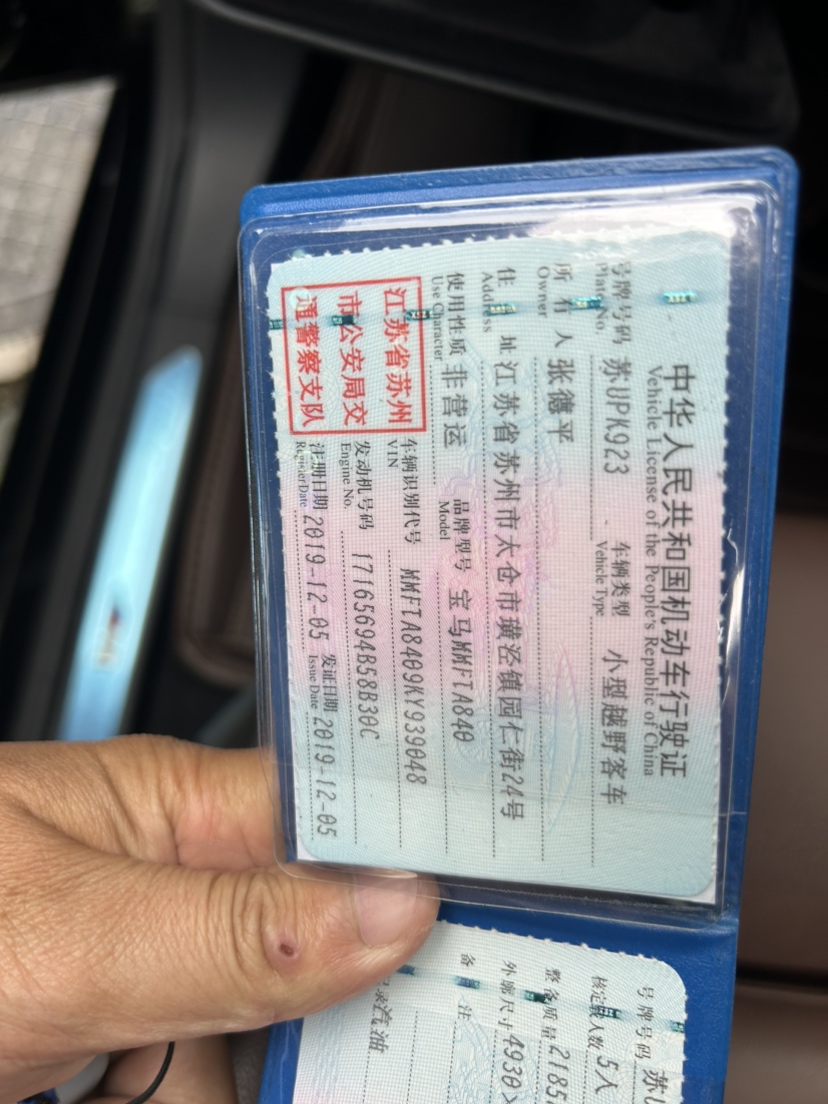 中华人民共和国机动车行驶证
Vehicle License of the People's Republic of China
号牌号码 苏UPK923 车辆类型 小型越野客车
Plate No. Vehicle Type
所有人 张德平
Owner
住址 江苏省苏州市太仓市璜泾镇园仁街24号
Address
使用性质 非营运 品牌型号 宝马MMFTA840
Use Character Model
江苏省苏州
市公安局交
通警察支队
车辆识别代号 MMFTA8409KY939048
VIN
发动机号码 17165694B58B30C
Engine No.
注册日期 2019-12-05 发证日期 2019-12-05
Register Date Issue Date
号牌号码 苏U
核定载人数 5人
整备质量 2185
外廓尺寸 4930×
备注
汽油